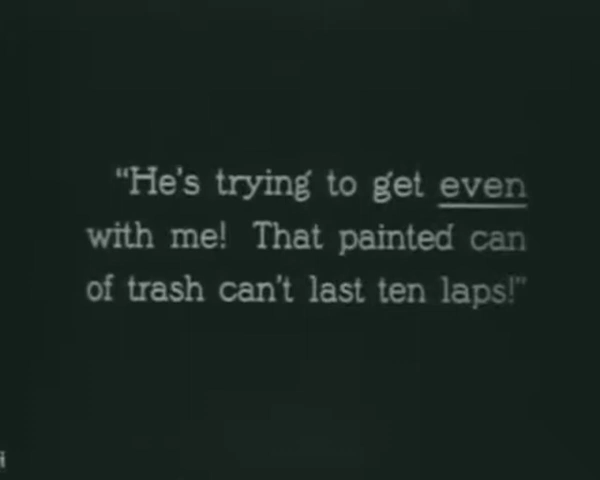 “He's trying to get even
with me! That painted can
of trash can't last ten laps!”